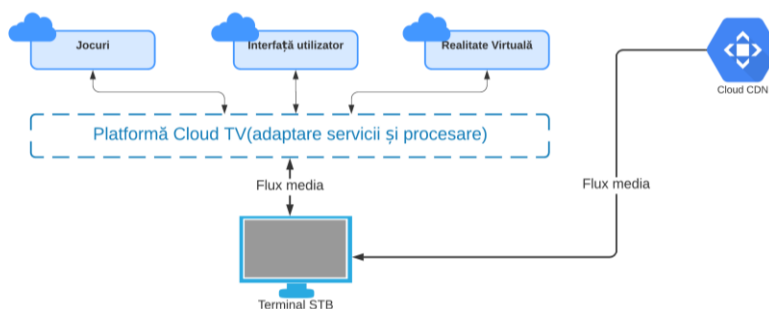 Jocuri
Interfață utilizator
Realitate Virtuală
Cloud CDN
Platformă Cloud TV(adaptare servicii și procesare)
Flux media
Flux media
Terminal STB